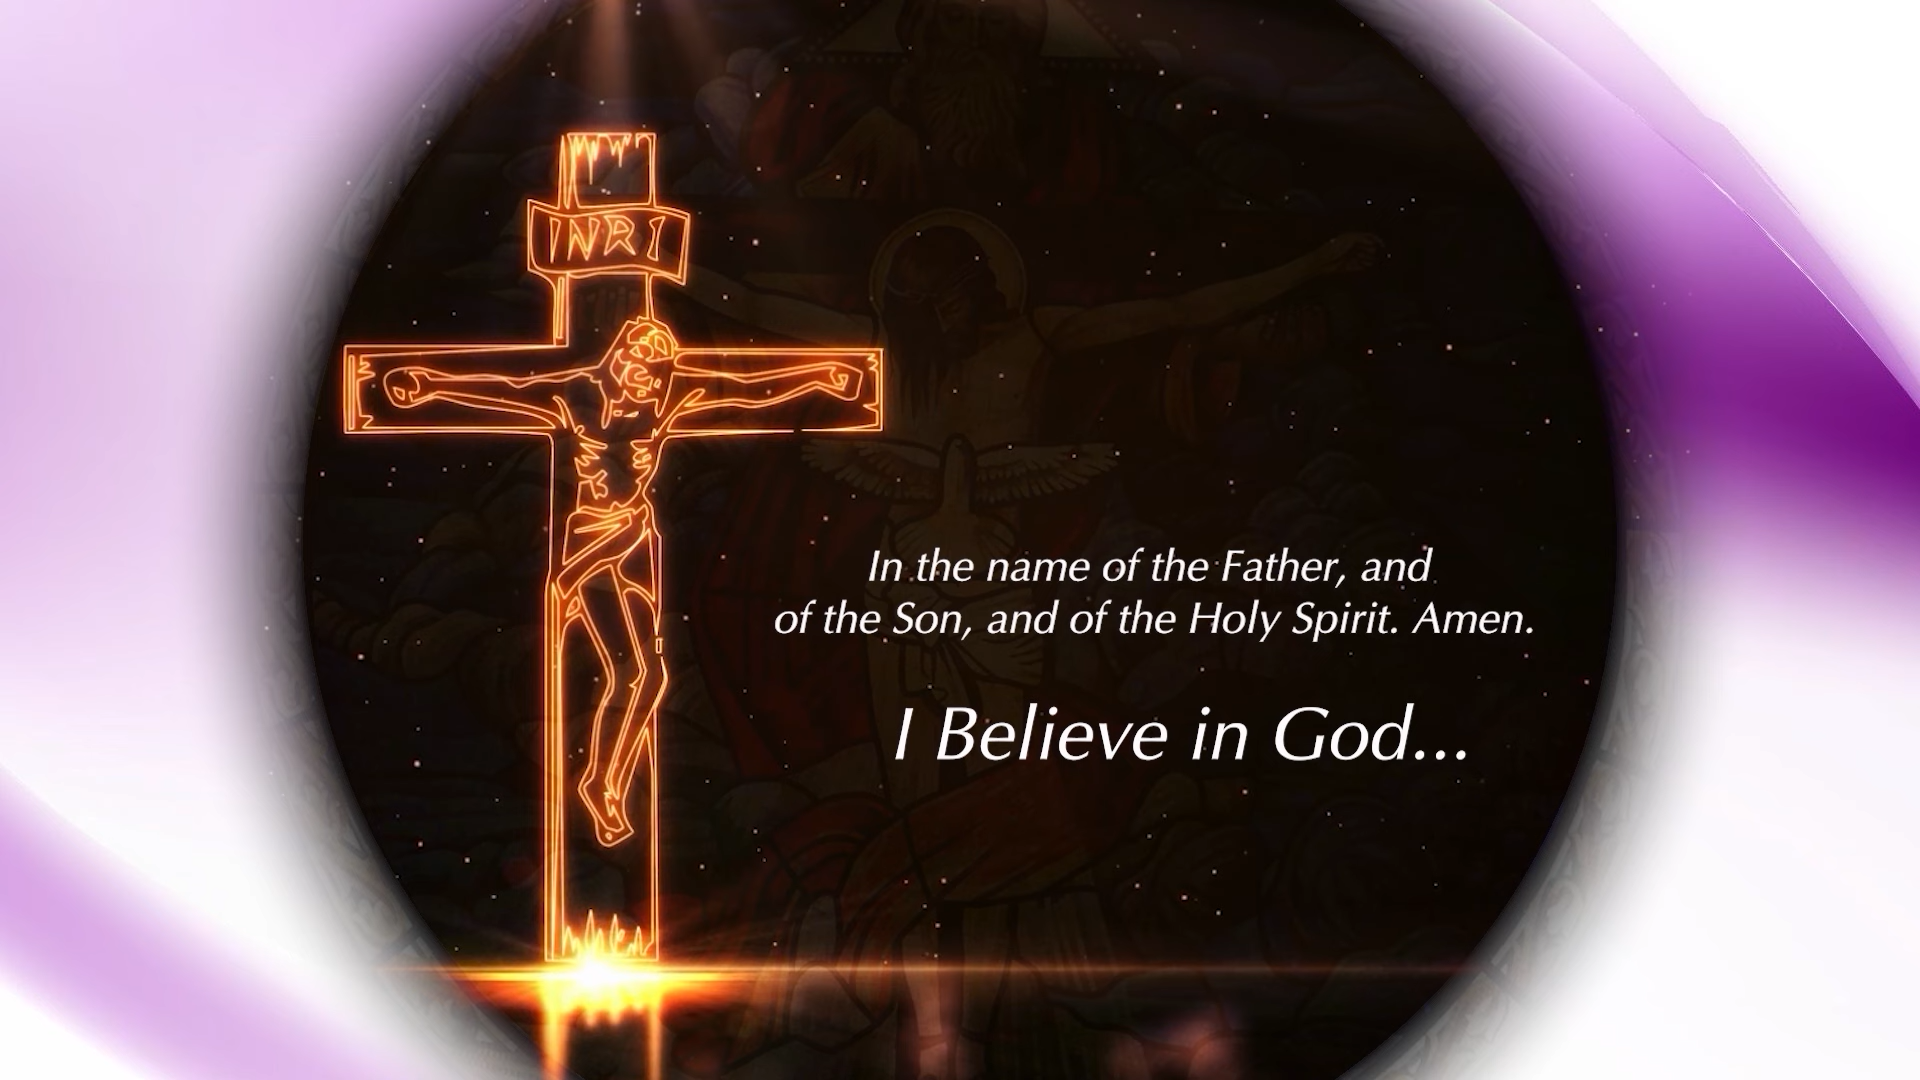 INRI
In the name of the Father, and
of the Son, and of the Holy Spirit. Amen.
I Believe in God...